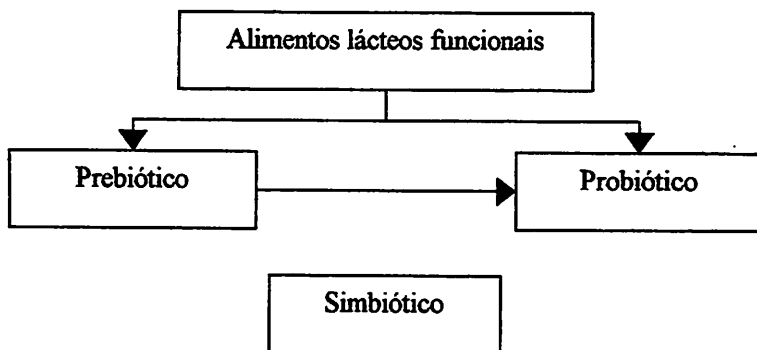 Alimentos lácteos funcionais
Prebiótico
Probiótico
Simbiótico